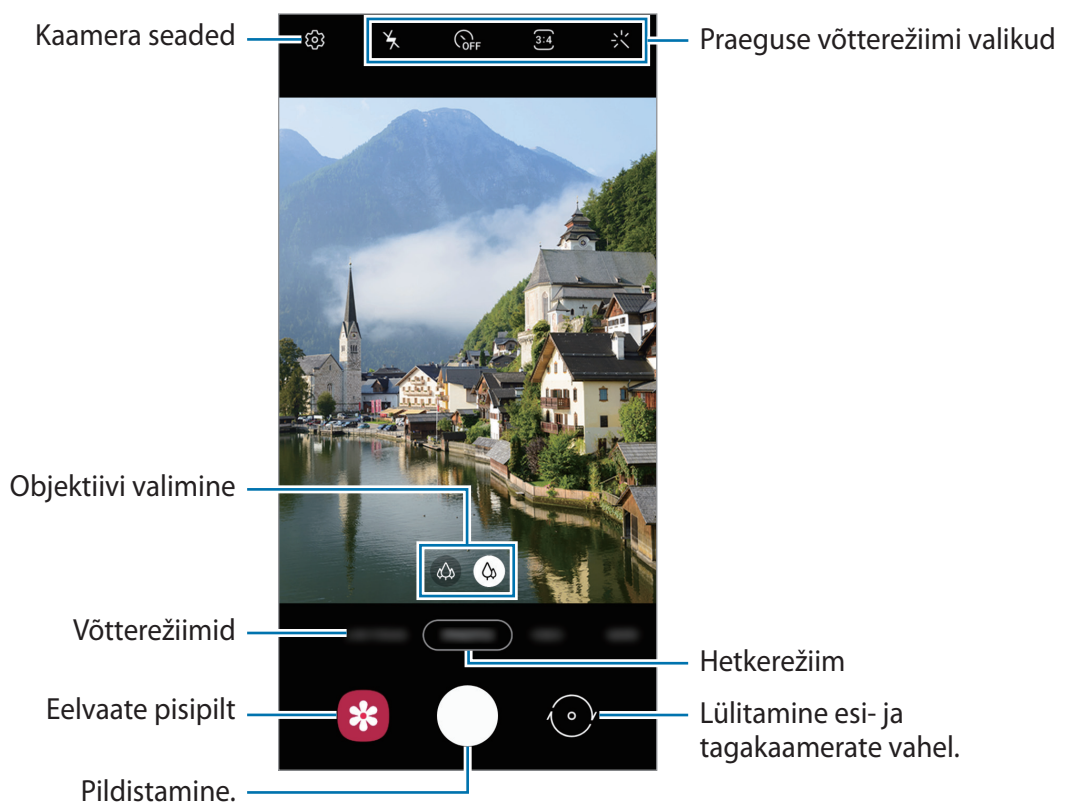 Kaamera seaded
Praeguse võtterežiimi valikud
OFF
3:4
Objektiivi valimine
Võtterežiimid
Hetkerežiim
Eelvaate pisipilt
Lülitamine esi- ja
tagakaamerate vahel.
Pildistamine.